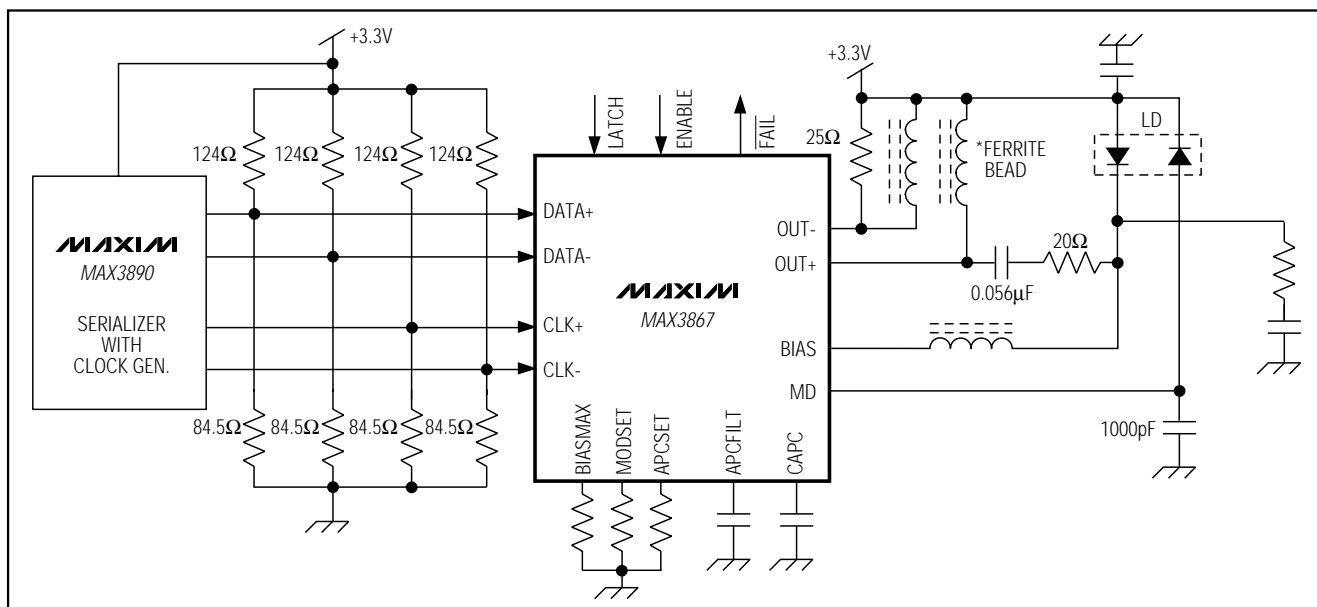 +3.3V
124Ω 124Ω 124Ω 124Ω
MAXIM
MAX3890
SERIALIZER
WITH
CLOCK GEN.
84.5Ω 84.5Ω 84.5Ω 84.5Ω
LATCH
ENABLE
FAIL
DATA+
DATA-
CLK+
CLK-
MAXIM
MAX3867
OUT-
OUT+
BIAS
MD
BIASMAX
MODSET
APCSET
APCFILT
CAPC
+3.3V
25Ω
*FERRITE
BEAD
LD
20Ω
0.056μF
1000pF